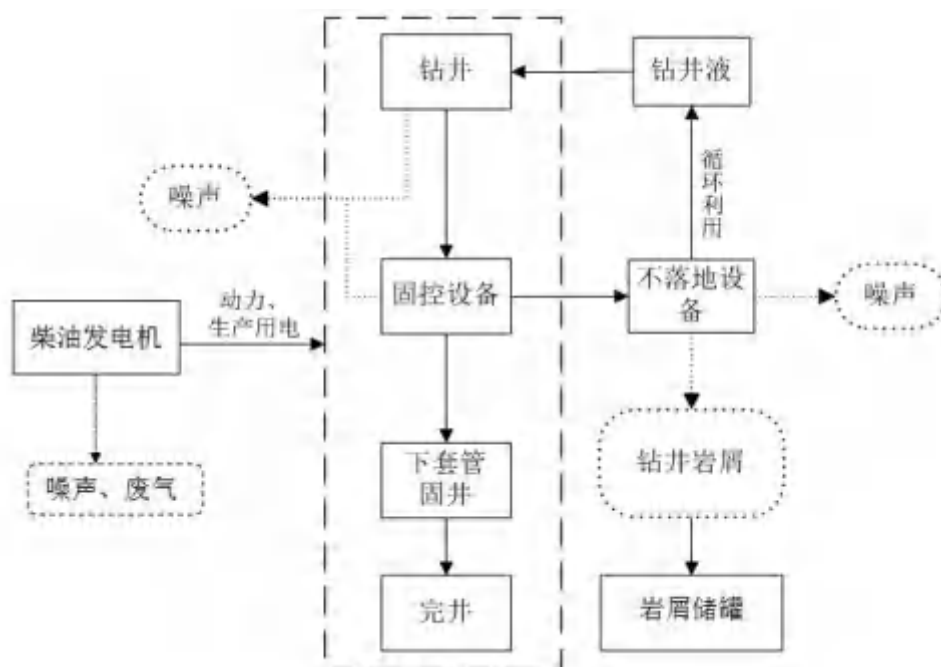 钻井
钻井液
循环利用
噪声
固控设备
不落地设
备
噪声
动力、
生产用电
柴油发电机
噪声、废气
下套管
固井
钻井岩屑
完井
岩屑储罐